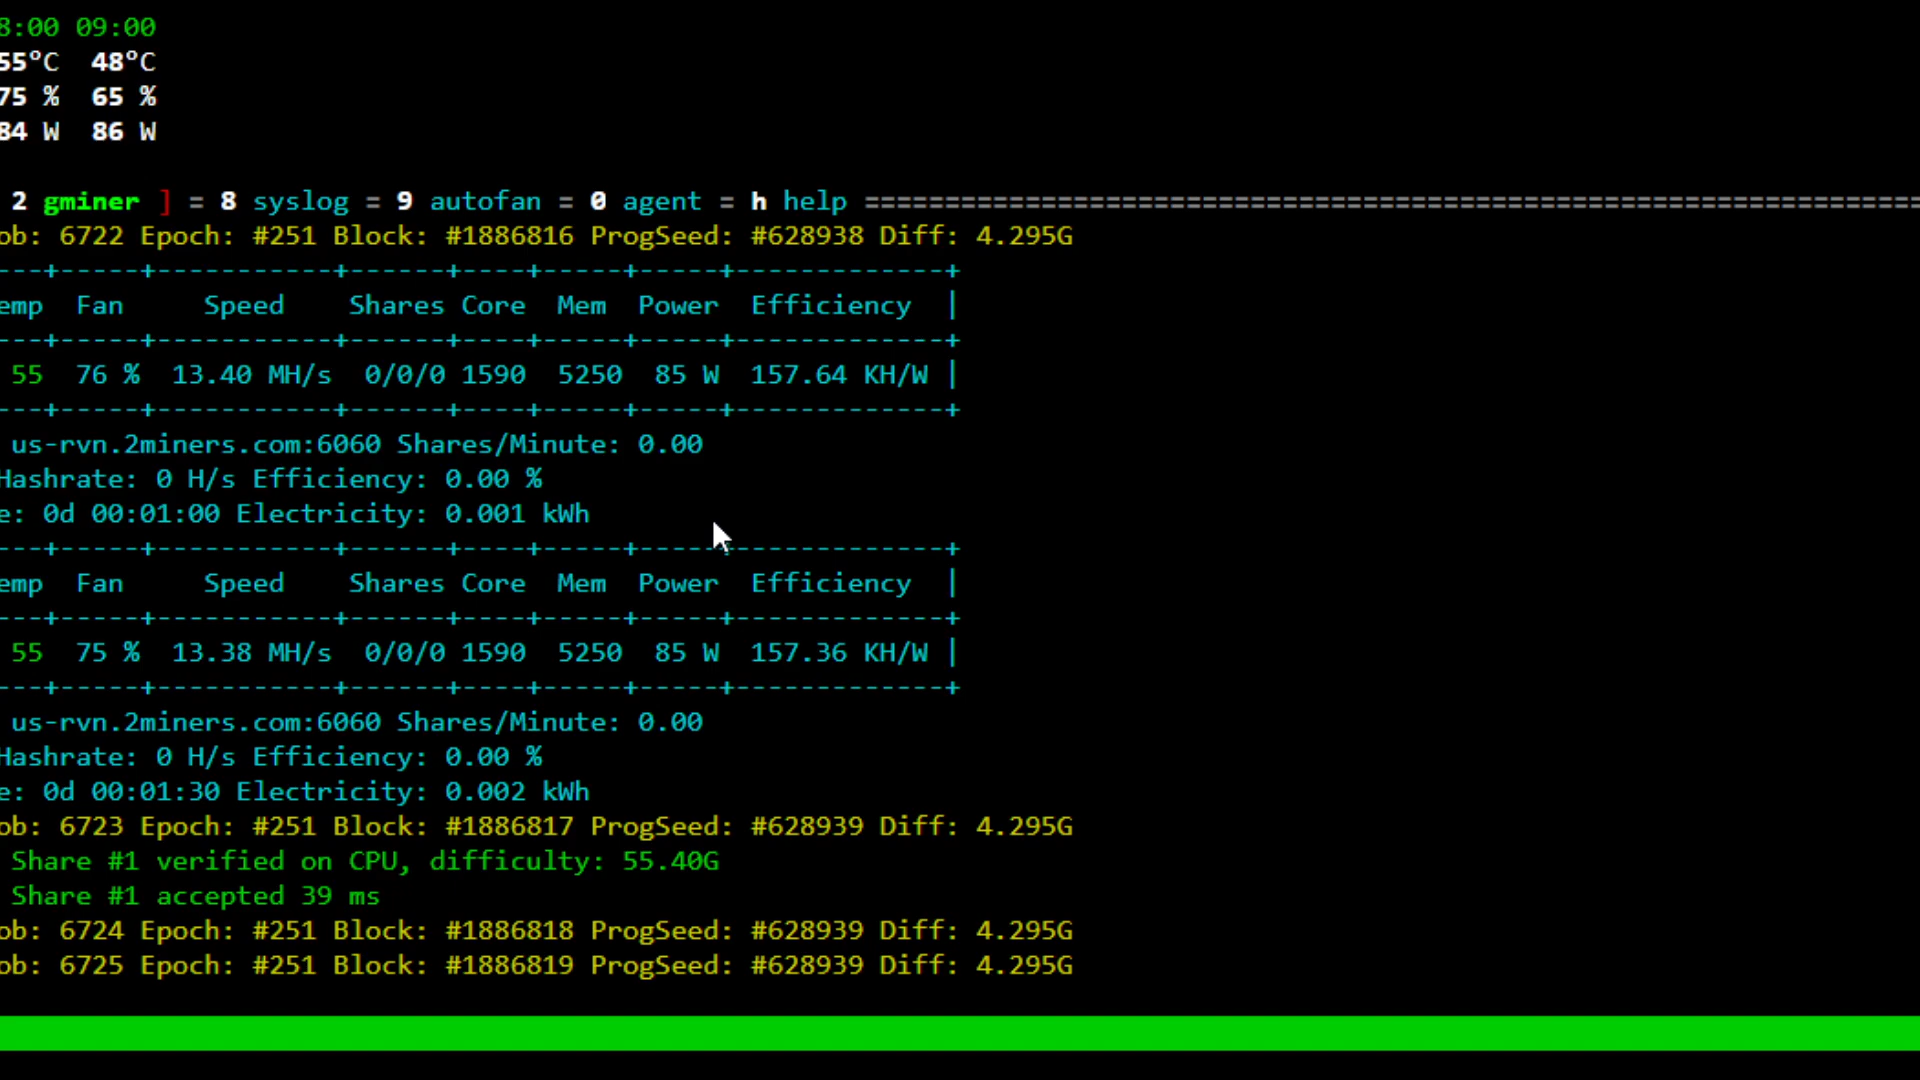 8:00 09:00
55°C 48°C
75 % 65 %
84 W 86 W
2 gminer ] = 8 syslog = 9 autofan = 0 agent = h help ==================================================================
ob: 6722 Epoch: #251 Block: #1886816 ProgSeed: #628938 Diff: 4.295G
---+-----+-----------+------+----+-----+-----+-------------+
emp Fan Speed Shares Core Mem Power Efficiency |
---+-----+-----------+------+----+-----+-----+-------------+
55 76 % 13.40 MH/s 0/0/0 1590 5250 85 W 157.64 KH/W |
---+-----+-----------+------+----+-----+-----+-------------+
us-rvn.2miners.com:6060 Shares/Minute: 0.00
Hashrate: 0 H/s Efficiency: 0.00 %
e: 0d 00:01:00 Electricity: 0.001 kWh
---+-----+-----------+------+----+-----+-----+-------------+
emp Fan Speed Shares Core Mem Power Efficiency |
---+-----+-----------+------+----+-----+-----+-------------+
55 75 % 13.38 MH/s 0/0/0 1590 5250 85 W 157.36 KH/W |
---+-----+-----------+------+----+-----+-----+-------------+
us-rvn.2miners.com:6060 Shares/Minute: 0.00
Hashrate: 0 H/s Efficiency: 0.00 %
e: 0d 00:01:30 Electricity: 0.002 kWh
ob: 6723 Epoch: #251 Block: #1886817 ProgSeed: #628939 Diff: 4.295G
Share #1 verified on CPU, difficulty: 55.40G
Share #1 accepted 39 ms
ob: 6724 Epoch: #251 Block: #1886818 ProgSeed: #628939 Diff: 4.295G
ob: 6725 Epoch: #251 Block: #1886819 ProgSeed: #628939 Diff: 4.295G